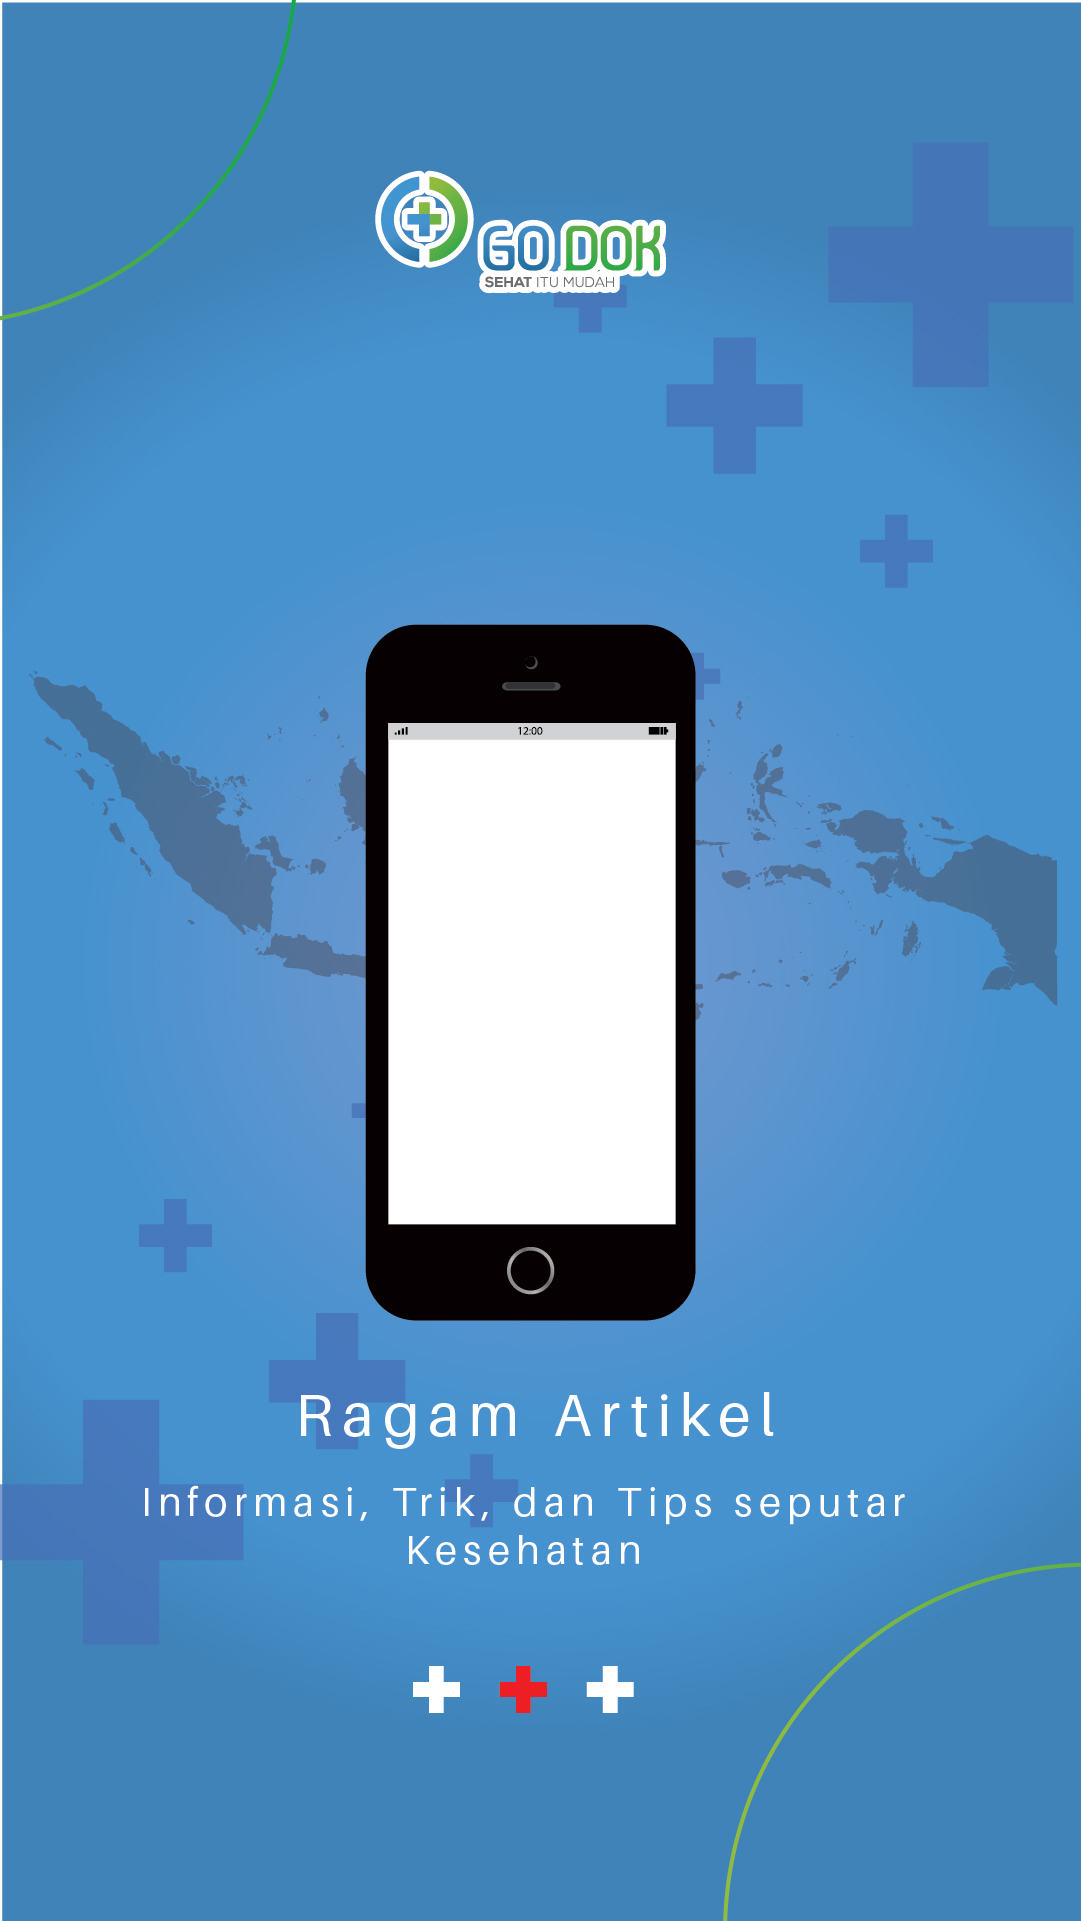 GO DOK
SEHAT ITU MUDAH
12:00
Ragam Artikel
Informasi, Trik, dan Tips seputar
Kesehatan